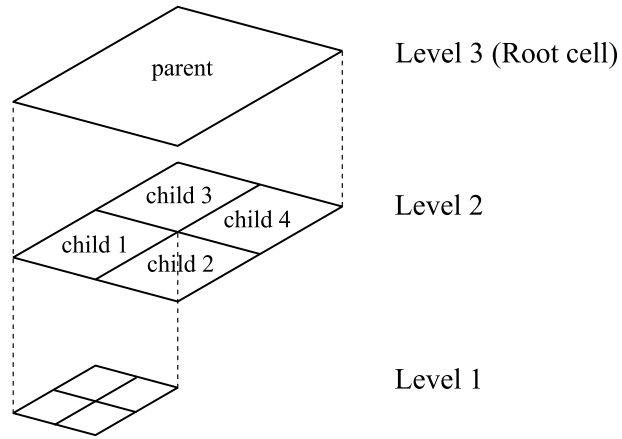 parent
Level 3 (Root cell)
child 3
child 4
child 1
child 2
Level 2
Level 1